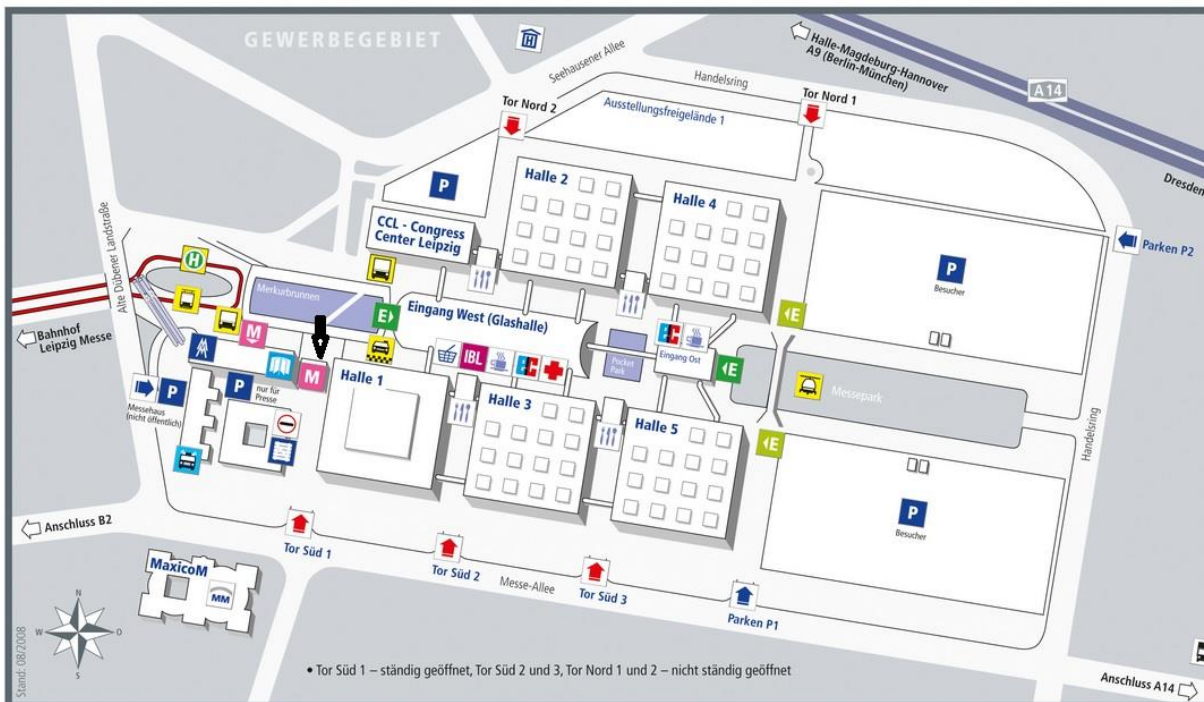 GEWERBEGEBIET
H
Seehausener Allee
Halle-Magdeburg-Hannover
A9 (Berlin-München)
Handelsring
A 14
Tor Nord 2
Tor Nord 1
Ausstellungsfreigelände 1
Dresden
P
Halle 2
Halle 4
CCL - Congress
Center Leipzig
Parken P2
Alte Dübener Landstraße
H
P
Besucher
Merkurbrunnen
E
Eingang West (Glashalle)
E
Bahnhof
Leipzig Messe
M
IBL
EC
EC
Pocket
Park
Eingang Ost
E
Messepark
M
Halle 1
P
nur für
Presse
P
Messehaus
(nicht öffentlich)
Halle 3
Halle 5
E
Handelsring
P
Besucher
Anschluss B2
Tor Süd 1
Tor Süd 2
Messe-Allee
Tor Süd 3
Parken P1
MaxicoM
MM
N
W
O
S
Stand: 08/2008
• Tor Süd 1 – ständig geöffnet, Tor Süd 2 und 3, Tor Nord 1 und 2 – nicht ständig geöffnet
Anschluss A14